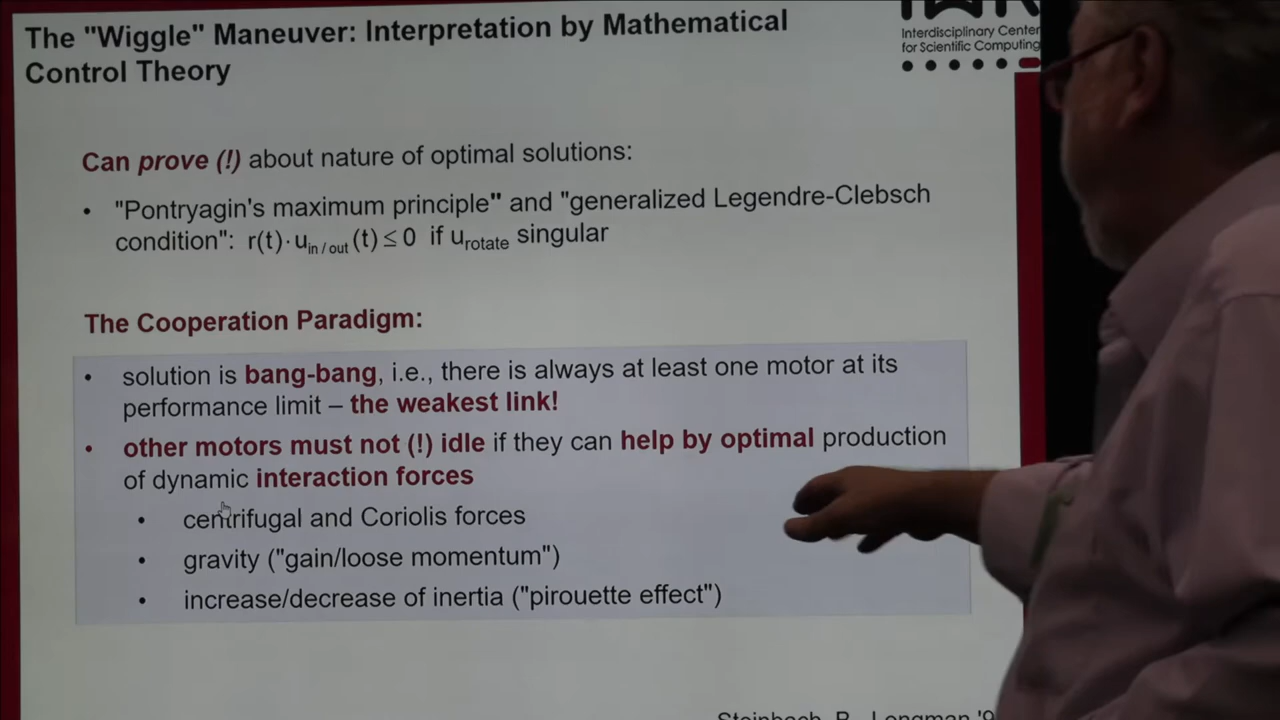 The "Wiggle" Maneuver: Interpretation by Mathematical
Control Theory
Interdisciplinary Center
for Scientific Computing
Can prove (!) about nature of optimal solutions:
• "Pontryagin's maximum principle" and "generalized Legendre-Clebsch
condition": r(t)·u_in/out(t) ≤ 0 if u_rotate singular
The Cooperation Paradigm:
• solution is bang-bang, i.e., there is always at least one motor at its
performance limit – the weakest link!
• other motors must not (!) idle if they can help by optimal production
of dynamic interaction forces
• centrifugal and Coriolis forces
• gravity ("gain/loose momentum")
• increase/decrease of inertia ("pirouette effect")